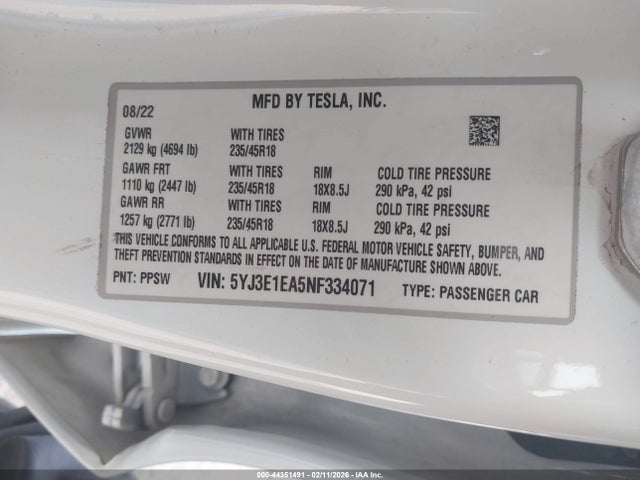 MFD BY TESLA, INC.
08/22
GVWR WITH TIRES
2129 kg (4694 lb) 235/45R18
GAWR FRT WITH TIRES RIM COLD TIRE PRESSURE
1110 kg (2447 lb) 235/45R18 18X8.5J 290 kPa, 42 psi
GAWR RR WITH TIRES RIM COLD TIRE PRESSURE
1257 kg (2771 lb) 235/45R18 18X8.5J 290 kPa, 42 psi
THIS VEHICLE CONFORMS TO ALL APPLICABLE U.S. FEDERAL MOTOR VEHICLE SAFETY, BUMPER, AND
THEFT PREVENTION STANDARDS IN EFFECT ON THE DATE OF MANUFACTURE SHOWN ABOVE.
PNT: PPSW VIN: 5YJ3E1EA5NF334071 TYPE: PASSENGER CAR
000-44351491 - 02/11/2026 - IAA Inc.